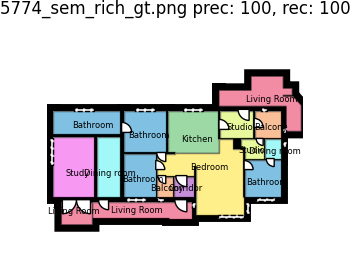 5774_sem_rich_gt.png prec: 100, rec: 100
Living Room
Bathroom
Bathroom
Kitchen
Studio
Balcony
Studio
Dining room
Bedroom
Study
Dining room
Bathroom
Balcony
Corridor
Bathroom
Living Room
Living Room